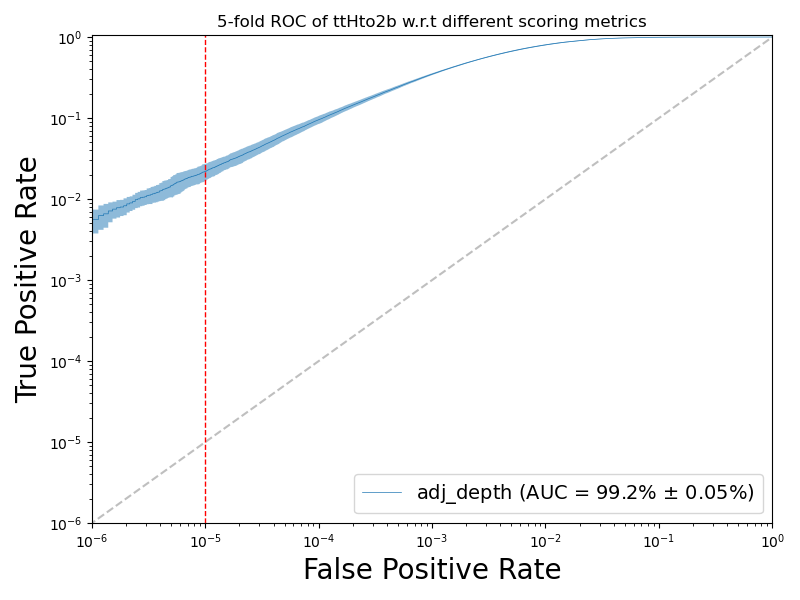 5-fold ROC of ttHto2b w.r.t different scoring metrics
True Positive Rate
10⁰
10⁻¹
10⁻²
10⁻³
10⁻⁴
10⁻⁵
10⁻⁶
adj_depth (AUC = 99.2% ± 0.05%)
10⁻⁶ 10⁻⁵ 10⁻⁴ 10⁻³ 10⁻² 10⁻¹ 10⁰
False Positive Rate